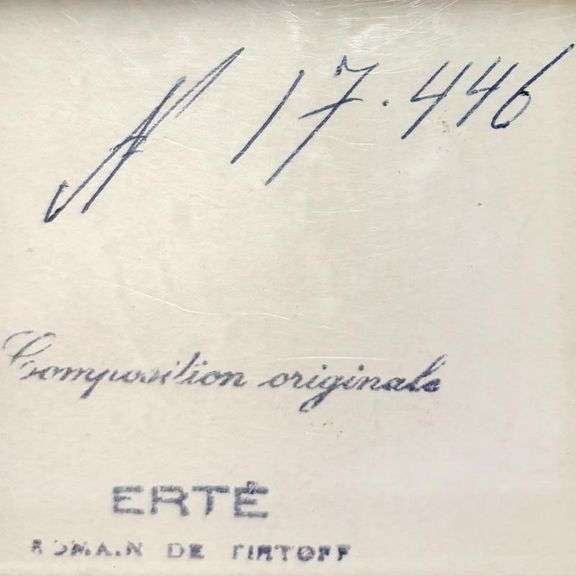 N 17.446
Composition originale
ERTÉ
ROMAIN DE TIRTOFF